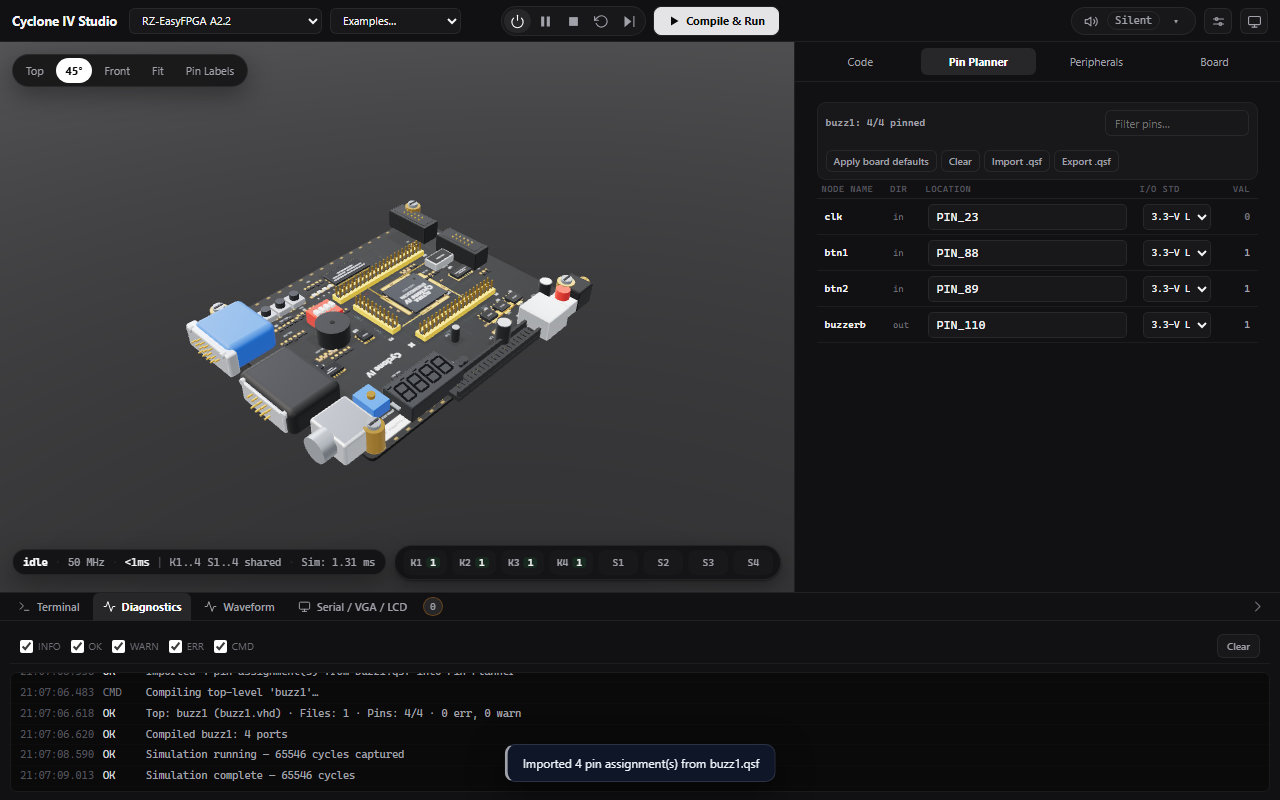 Cyclone IV Studio
RZ-EasyFPGA A2.2
Examples...
Compile & Run
Silent
Top
45°
Front
Fit
Pin Labels
Code
Pin Planner
Peripherals
Board
buzz1: 4/4 pinned
Filter pins...
Apply board defaults
Clear
Import .qsf
Export .qsf
NODE NAME DIR LOCATION I/O STD VAL
clk in PIN_23 3.3-V L 0
btn1 in PIN_88 3.3-V L 1
btn2 in PIN_89 3.3-V L 1
buzzerb out PIN_110 3.3-V L 1
Cyclone IV
idle · 50 MHz · <1ms | K1..4 S1..4 shared · Sim: 1.31 ms
K1 1 K2 1 K3 1 K4 1 S1 S2 S3 S4
Terminal
Diagnostics
Waveform
Serial / VGA / LCD
0
INFO OK WARN ERR CMD
Clear
21:07:06.483 CMD Compiling top-level 'buzz1'…
21:07:06.618 OK Top: buzz1 (buzz1.vhd) · Files: 1 · Pins: 4/4 · 0 err, 0 warn
21:07:06.620 OK Compiled buzz1: 4 ports
21:07:08.590 OK Simulation running — 65546 cycles captured
21:07:09.013 OK Simulation complete — 65546 cycles
Imported 4 pin assignment(s) from buzz1.qsf